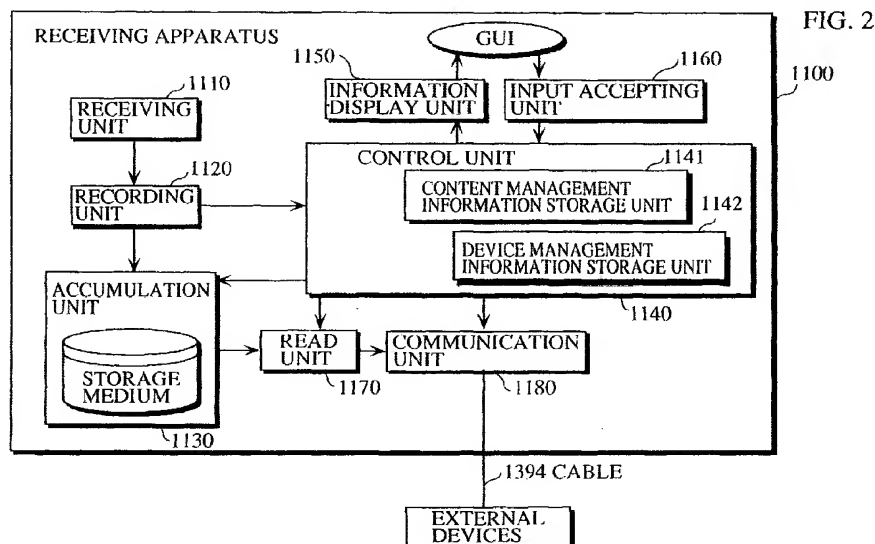 FIG. 2
RECEIVING APPARATUS
GUI
1150
1160
1100
1110
RECEIVING
UNIT
INFORMATION
DISPLAY UNIT
INPUT ACCEPTING
UNIT
CONTROL UNIT
1141
1120
RECORDING
UNIT
CONTENT MANAGEMENT
INFORMATION STORAGE UNIT
1142
DEVICE MANAGEMENT
INFORMATION STORAGE UNIT
ACCUMULATION
UNIT
1140
READ
UNIT
COMMUNICATION
UNIT
STORAGE
MEDIUM
1170
1180
1130
1394 CABLE
EXTERNAL
DEVICES